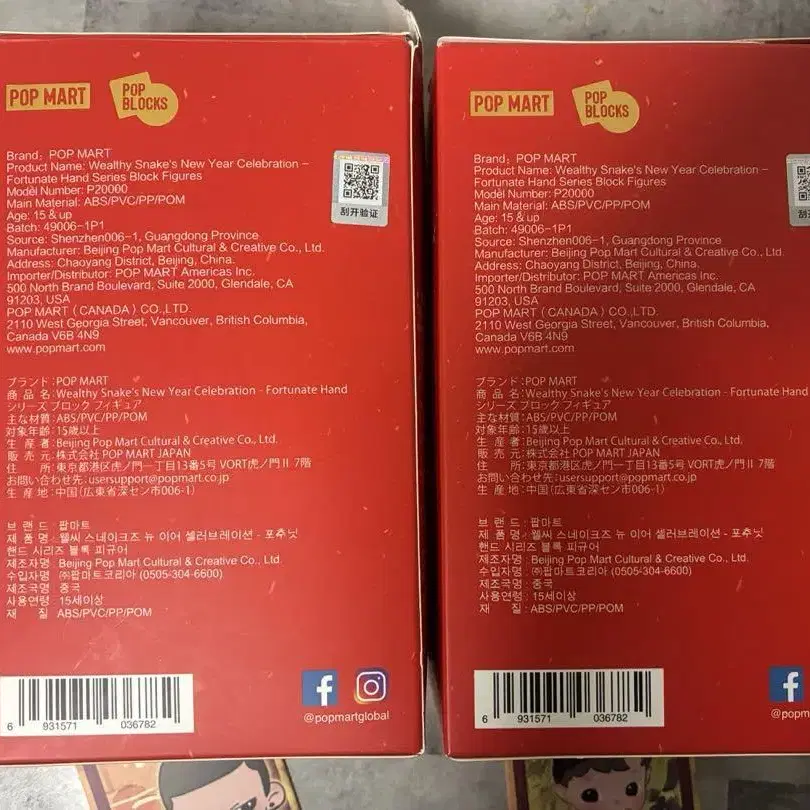 POP MART
POP BLOCKS
Brand: POP MART
Product Name: Wealthy Snake's New Year Celebration –
Fortunate Hand Series Block Figures
Model Number: P20000
Main Material: ABS/PVC/PP/POM
Age: 15 & up
Batch: 49006-1P1
Source: Shenzhen006-1, Guangdong Province
Manufacturer: Beijing Pop Mart Cultural & Creative Co., Ltd.
Address: Chaoyang District, Beijing, China.
Importer/Distributor: POP MART Americas Inc.
500 North Brand Boulevard, Suite 2000, Glendale, CA
91203, USA
POP MART (CANADA) CO.,LTD.
2110 West Georgia Street, Vancouver, British Columbia,
Canada V6B 4N9
www.popmart.com
刮开验证
ブランド:POP MART
商品名:Wealthy Snake's New Year Celebration - Fortunate Hand
シリーズ ブロック フィギュア
主な材質:ABS/PVC/PP/POM
対象年齢:15歳以上
生産者:Beijing Pop Mart Cultural & Creative Co., Ltd.
販売元:株式会社 POP MART JAPAN
住所:東京都港区虎ノ門一丁目13番5号 VORT虎ノ門Ⅱ 7階
お問い合わせ先:usersupport@popmart.co.jp
生産地:中国(広東省深セン市006-1)
브랜드: 팝마트
제품명: 웰씨 스네이크즈 뉴 이어 셀러브레이션 - 포추닛
핸드 시리즈 블록 피규어
제조자명: Beijing Pop Mart Cultural & Creative Co., Ltd.
수입자명: ㈜팝마트코리아 (0505-304-6600)
제조국명: 중국
사용연령: 15세이상
재질: ABS/PVC/PP/POM
6 931571 036782
@popmartglobal
POP MART
POP BLOCKS
Brand: POP MART
Product Name: Wealthy Snake's New Year Celebration –
Fortunate Hand Series Block Figures
Model Number: P20000
Main Material: ABS/PVC/PP/POM
Age: 15 & up
Batch: 49006-1P1
Source: Shenzhen006-1, Guangdong Province
Manufacturer: Beijing Pop Mart Cultural & Creative Co., Ltd.
Address: Chaoyang District, Beijing, China.
Importer/Distributor: POP MART Americas Inc.
500 North Brand Boulevard, Suite 2000, Glendale, CA
91203, USA
POP MART (CANADA) CO.,LTD.
2110 West Georgia Street, Vancouver, British Columbia,
Canada V6B 4N9
www.popmart.com
刮
ブランド:POP MART
商品名:Wealthy Snake's New Year Celebration - Fortunate Hand
シリーズ ブロック フィギュア
主な材質:ABS/PVC/PP/POM
対象年齢:15歳以上
生産者:Beijing Pop Mart Cultural & Creative Co., Ltd.
販売元:株式会社 POP MART JAPAN
住所:東京都港区虎ノ門一丁目13番5号 VORT虎ノ門Ⅱ 7階
お問い合わせ先:usersupport@popmart.co.jp
生産地:中国(広東省深セン市006-1)
브랜드: 팝마트
제품명: 웰씨 스네이크즈 뉴 이어 셀러브레이션 - 포추닛
핸드 시리즈 블록 피규어
제조자명: Beijing Pop Mart Cultural & Creative Co., Ltd.
수입자명: ㈜팝마트코리아 (0505-304-6600)
제조국명: 중국
사용연령: 15세이상
재질: ABS/PVC/PP/POM
6 931571 036782
@popmartgl